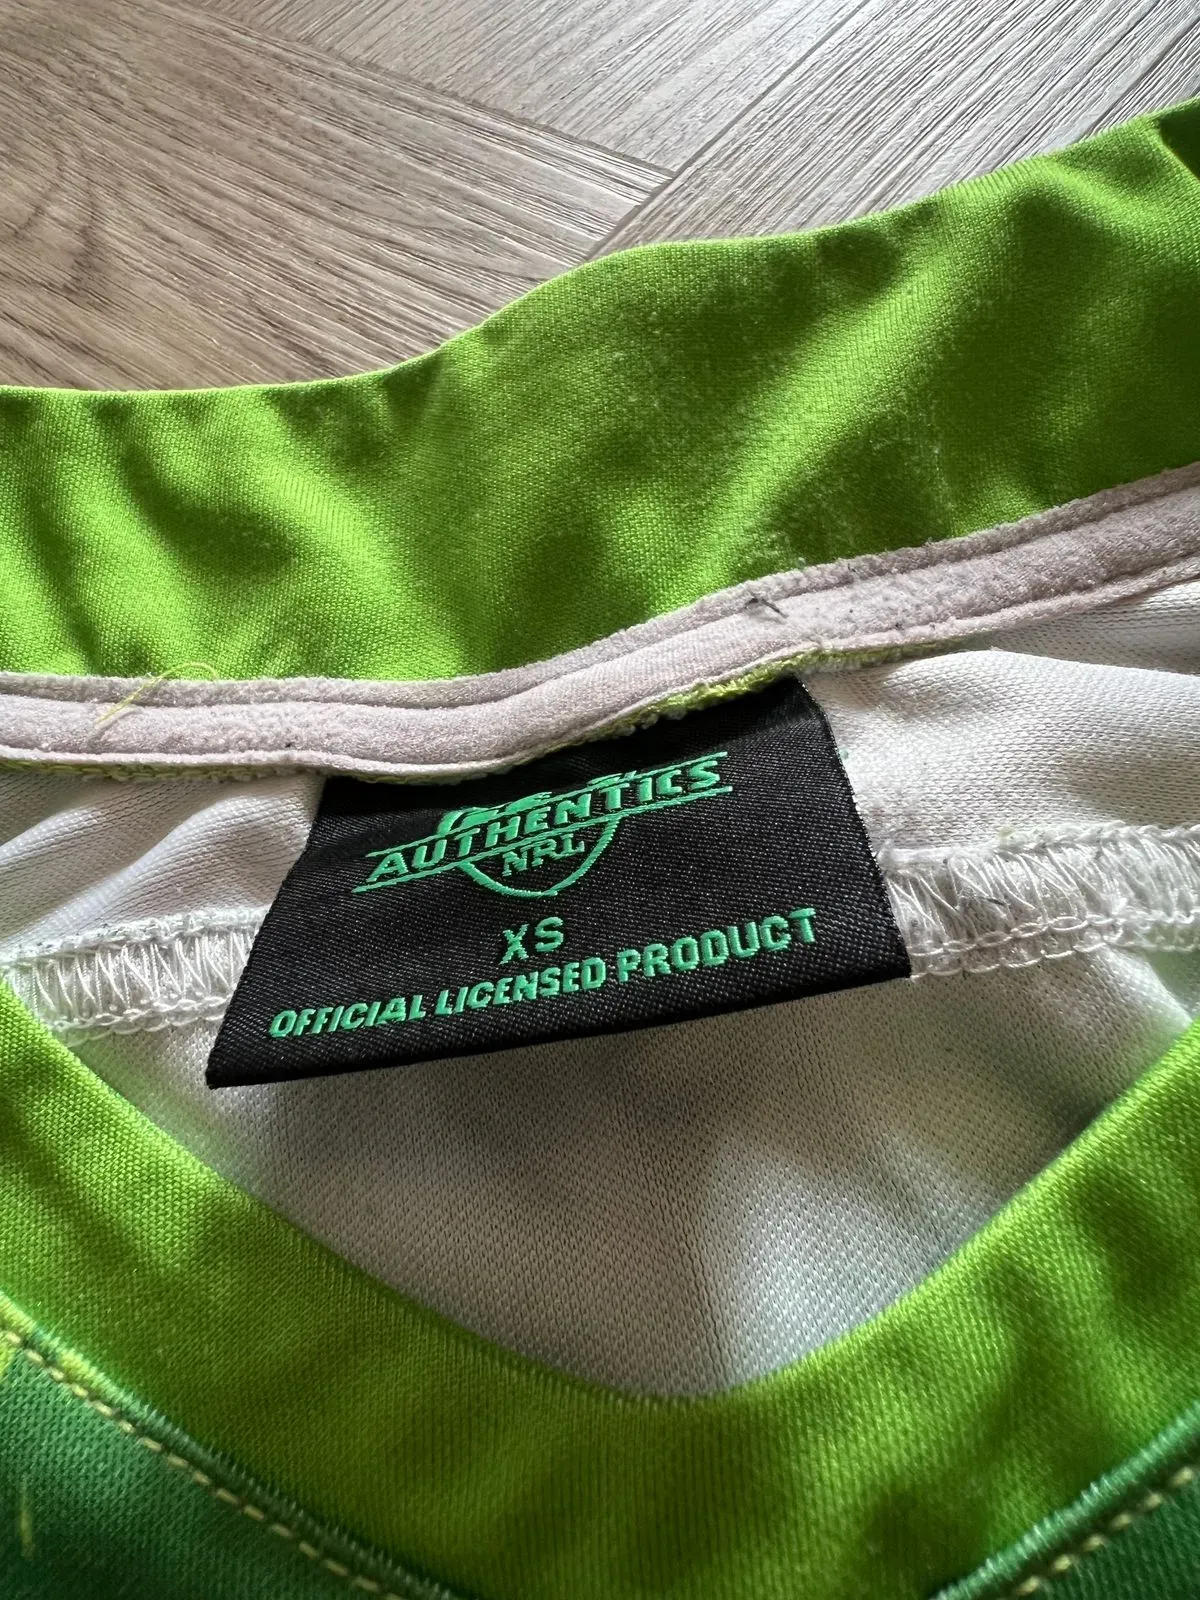 AUTHENTICS
NRL
XS
OFFICIAL LICENSED PRODUCT